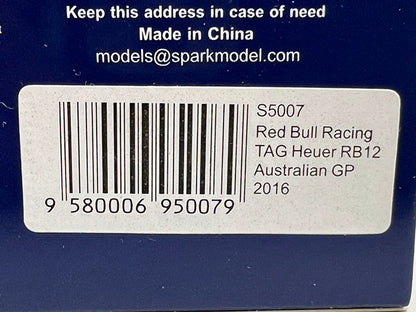 Keep this address in case of need
Made in China
models@sparkmodel.com
S5007
Red Bull Racing
TAG Heuer RB12
Australian GP
2016
9 580006 950079